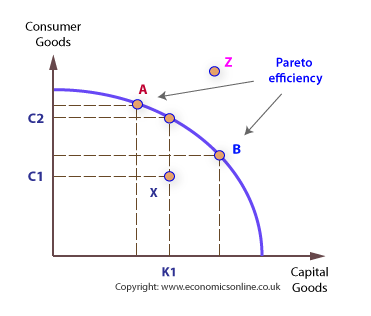 Consumer
Goods
Z
Pareto
efficiency
A
C2
B
C1
X
K1
Capital
Goods
Copyright: www.economicsonline.co.uk